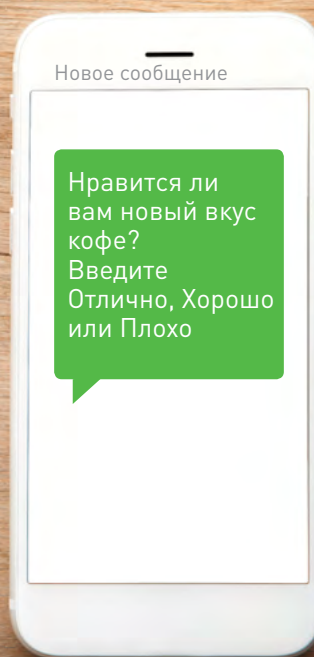 Новое сообщение
Нравится ли
вам новый вкус
кофе?
Введите
Отлично, Хорошо
или Плохо